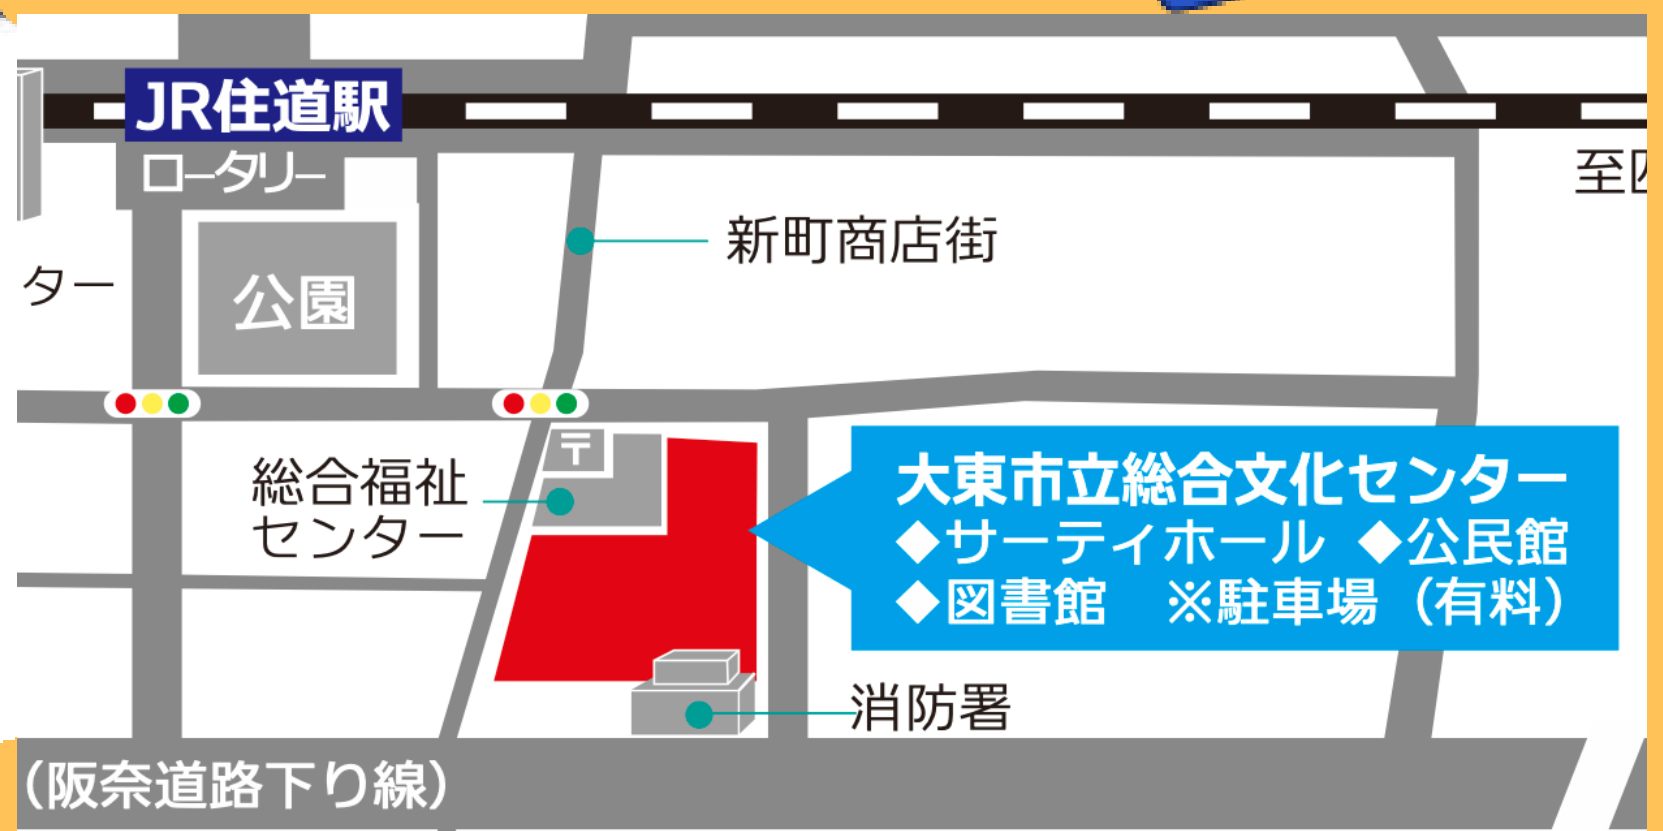 JR住道駅
ロータリー
至
新町商店街
ター
公園
〒
総合福祉
センター
大東市立総合文化センター
◆サーティホール ◆公民館
◆図書館 ※駐車場（有料）
消防署
（阪奈道路下り線）